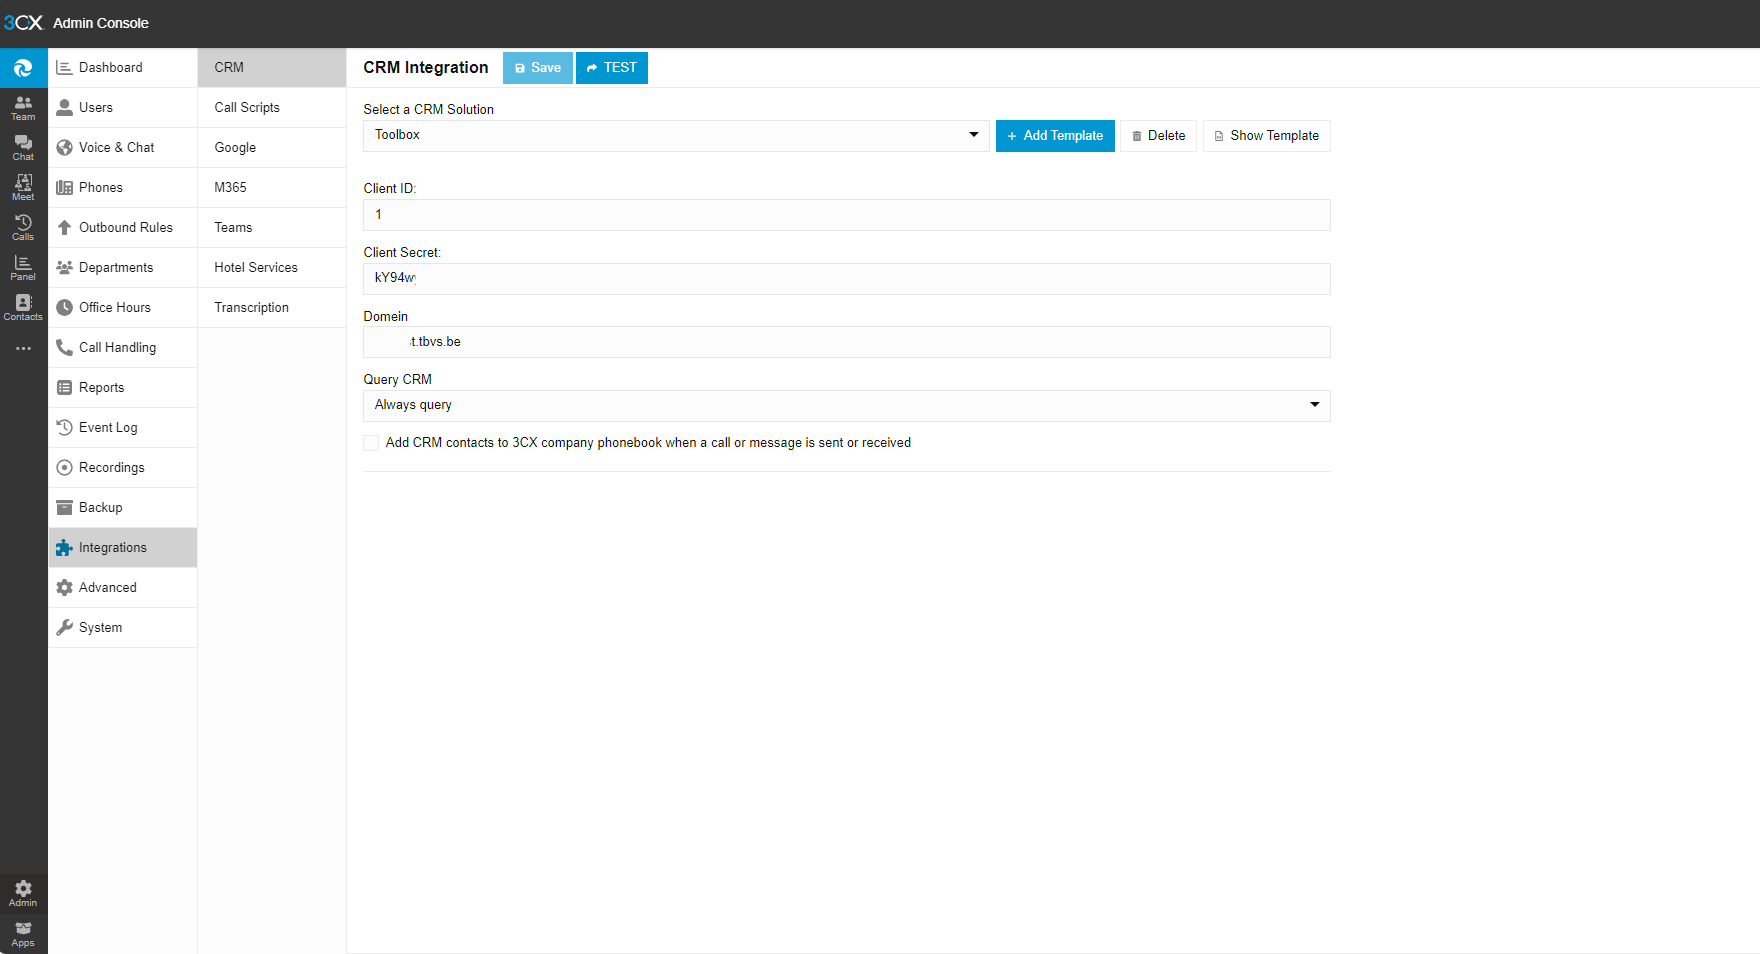 3CX Admin Console
Team
Chat
Meet
Calls
Panel
Contacts
Admin
Apps
Dashboard
Users
Voice & Chat
Phones
Outbound Rules
Departments
Office Hours
Call Handling
Reports
Event Log
Recordings
Backup
Integrations
Advanced
System
CRM
Call Scripts
Google
M365
Teams
Hotel Services
Transcription
CRM Integration Save TEST
Select a CRM Solution
Toolbox + Add Template Delete Show Template
Client ID:
1
Client Secret:
kY94w
Domein
t.tbvs.be
Query CRM
Always query
Add CRM contacts to 3CX company phonebook when a call or message is sent or received